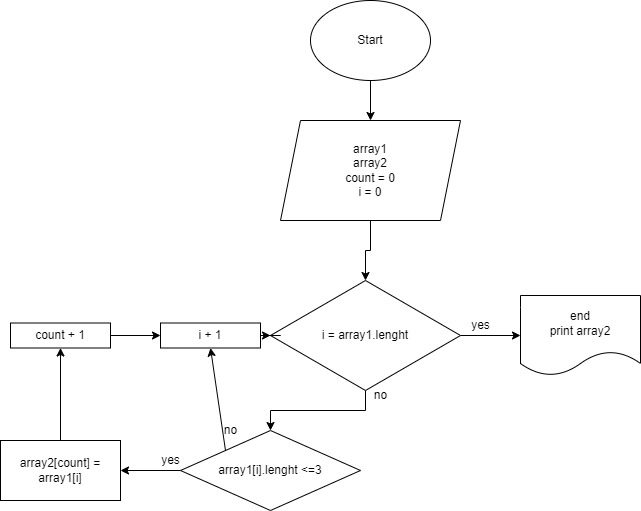 Start
array1
array2
count = 0
i = 0
count + 1
i + 1
i = array1.lenght
yes
end
print array2
no
no
array2[count] =
array1[i]
yes
array1[i].lenght <=3